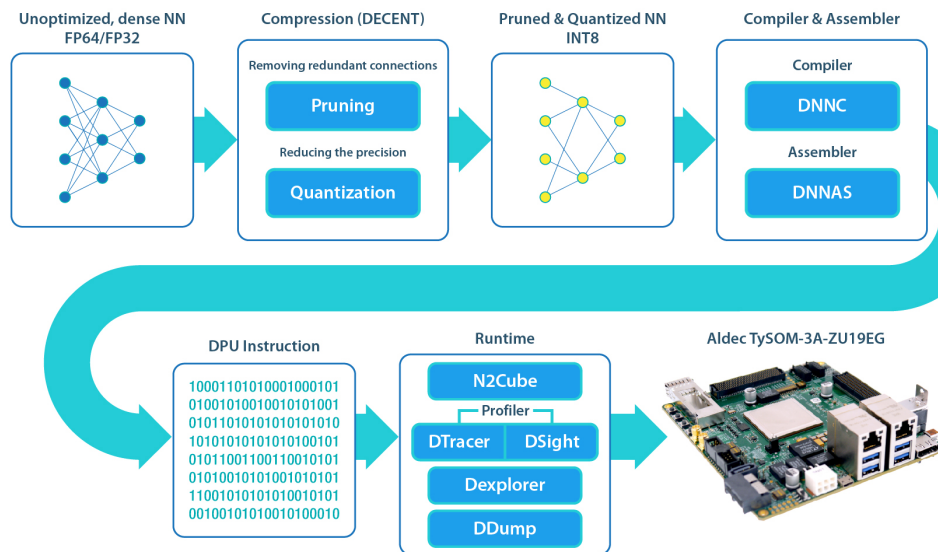 Unoptimized, dense NN
FP64/FP32
Compression (DECENT)
Removing redundant connections
Pruning
Reducing the precision
Quantization
Pruned & Quantized NN
INT8
Compiler & Assembler
Compiler
DNNC
Assembler
DNNAS
DPU Instruction
10001101010001000101
01001010010010101001
01011010101010101010
10101010101010100101
01011001100110010101
01010010101001010101
1100101010101001010101
0010010101001010100010
Runtime
N2Cube
Profiler
DTracer
DSight
Dexplorer
DDump
Aldec TySOM-3A-ZU19EG